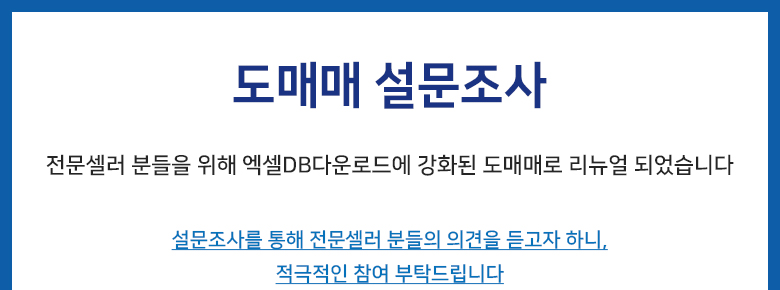 도매매 설문조사
전문셀러 분들을 위해 엑셀DB다운로드에 강화된 도매매로 리뉴얼 되었습니다
설문조사를 통해 전문셀러 분들의 의견을 듣고자 하니,
적극적인 참여 부탁드립니다